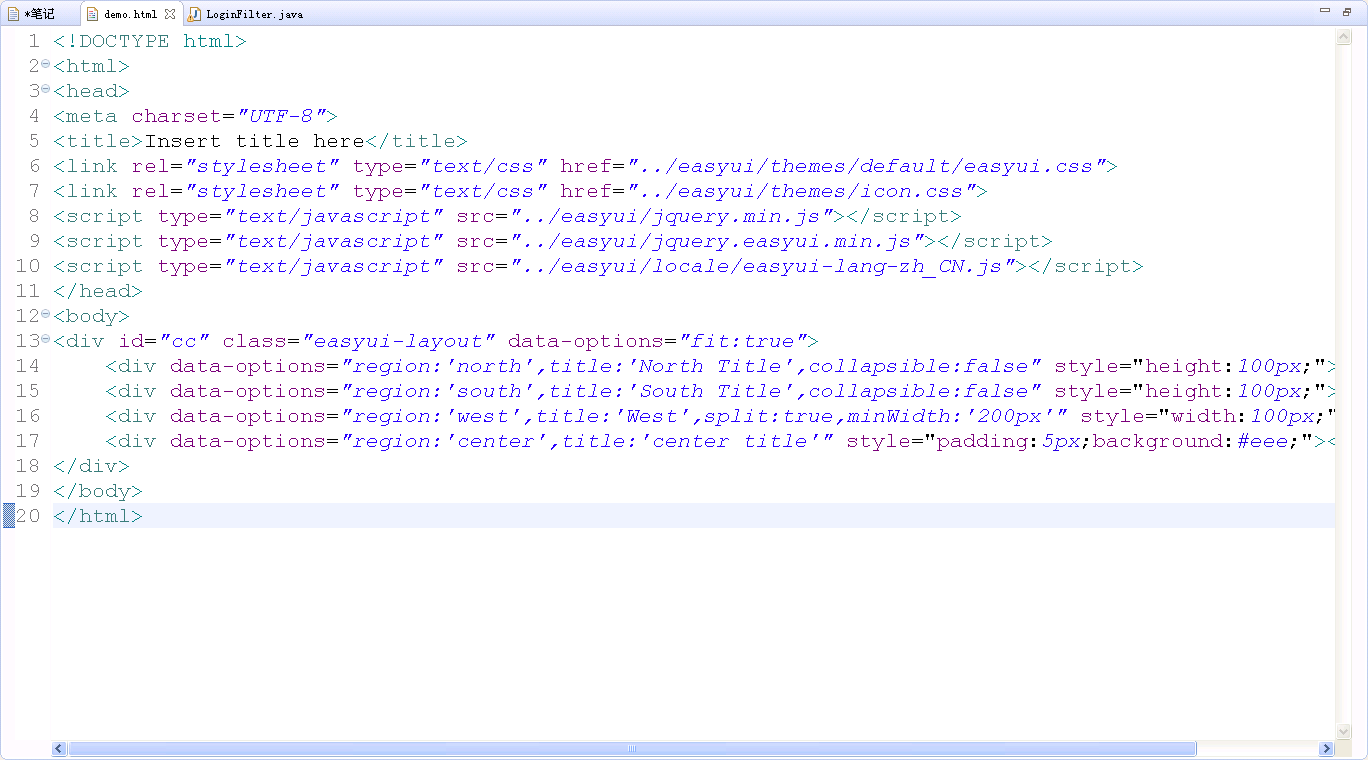 *笔记 demo.html LoginFilter.java
1 <!DOCTYPE html>
2 <html>
3 <head>
4 <meta charset="UTF-8">
5 <title>Insert title here</title>
6 <link rel="stylesheet" type="text/css" href="../easyui/themes/default/easyui.css">
7 <link rel="stylesheet" type="text/css" href="../easyui/themes/icon.css">
8 <script type="text/javascript" src="../easyui/jquery.min.js"></script>
9 <script type="text/javascript" src="../easyui/jquery.easyui.min.js"></script>
10 <script type="text/javascript" src="../easyui/locale/easyui-lang-zh_CN.js"></script>
11 </head>
12 <body>
13 <div id="cc" class="easyui-layout" data-options="fit:true">
14 <div data-options="region:'north',title:'North Title',collapsible:false" style="height:100px;">
15 <div data-options="region:'south',title:'South Title',collapsible:false" style="height:100px;">
16 <div data-options="region:'west',title:'West',split:true,minWidth:'200px'" style="width:100px;"
17 <div data-options="region:'center',title:'center title'" style="padding:5px;background:#eee;"><
18 </div>
19 </body>
20 </html>